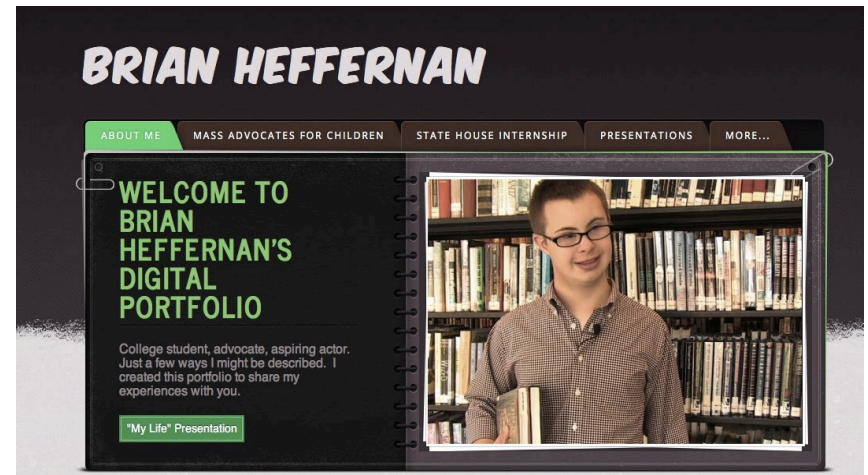 BRIAN HEFFERNAN
ABOUT ME MASS ADVOCATES FOR CHILDREN STATE HOUSE INTERNSHIP PRESENTATIONS MORE...
WELCOME TO
BRIAN
HEFFERNAN'S
DIGITAL
PORTFOLIO
College student, advocate, aspiring actor.
Just a few ways I might be described. I
created this portfolio to share my
experiences with you.
"My Life" Presentation